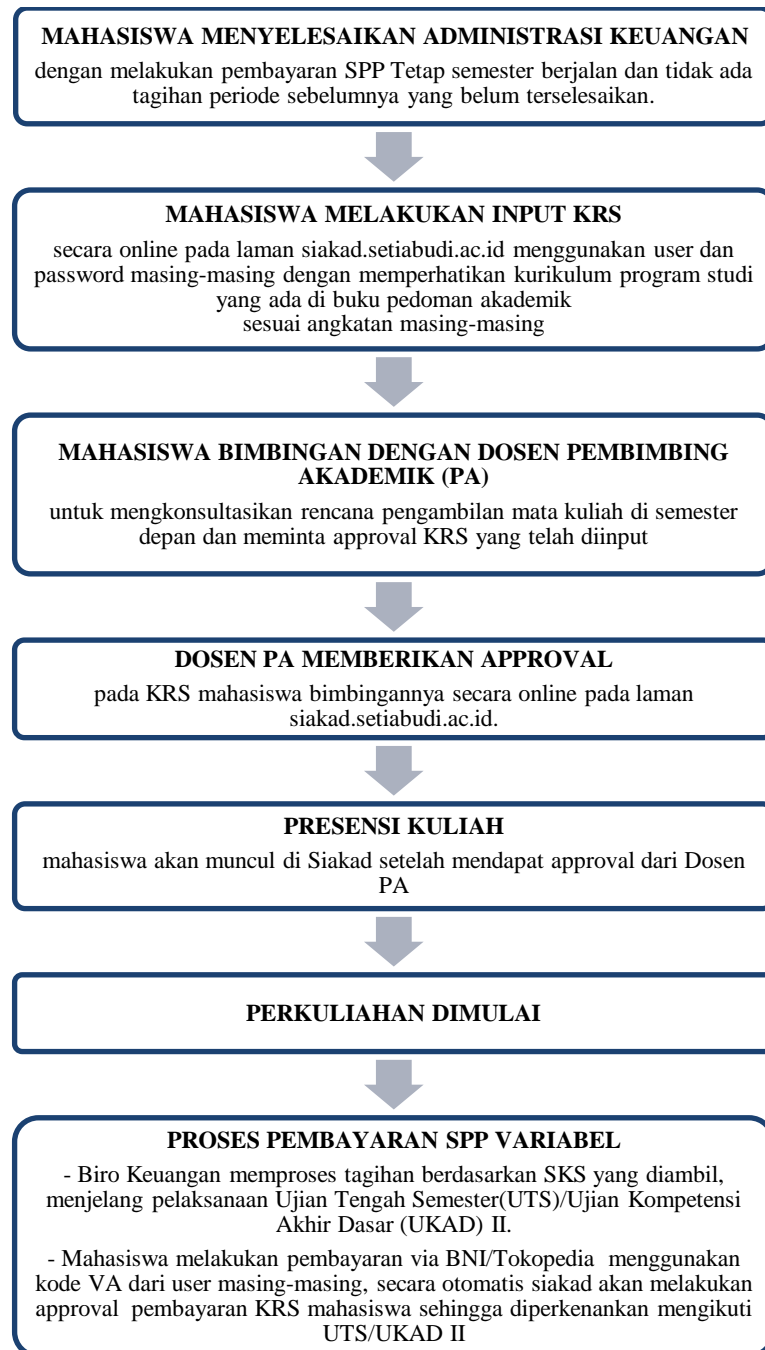 MAHASISWA MENYELESAIKAN ADMINISTRASI KEUANGAN
dengan melakukan pembayaran SPP Tetap semester berjalan dan tidak ada
tagihan periode sebelumnya yang belum terselesaikan.
MAHASISWA MELAKUKAN INPUT KRS
secara online pada laman siakad.setiabudi.ac.id menggunakan user dan
password masing-masing dengan memperhatikan kurikulum program studi
yang ada di buku pedoman akademik
sesuai angkatan masing-masing
MAHASISWA BIMBINGAN DENGAN DOSEN PEMBIMBING
AKADEMIK (PA)
untuk mengkonsultasikan rencana pengambilan mata kuliah di semester
depan dan meminta approval KRS yang telah diinput
DOSEN PA MEMBERIKAN APPROVAL
pada KRS mahasiswa bimbingannya secara online pada laman
siakad.setiabudi.ac.id.
PRESENSI KULIAH
mahasiswa akan muncul di Siakad setelah mendapat approval dari Dosen
PA
PERKULIAHAN DIMULAI
PROSES PEMBAYARAN SPP VARIABEL
- Biro Keuangan memproses tagihan berdasarkan SKS yang diambil,
menjelang pelaksanaan Ujian Tengah Semester(UTS)/Ujian Kompetensi
Akhir Dasar (UKAD) II.
- Mahasiswa melakukan pembayaran via BNI/Tokopedia menggunakan
kode VA dari user masing-masing, secara otomatis siakad akan melakukan
approval pembayaran KRS mahasiswa sehingga diperkenankan mengikuti
UTS/UKAD II